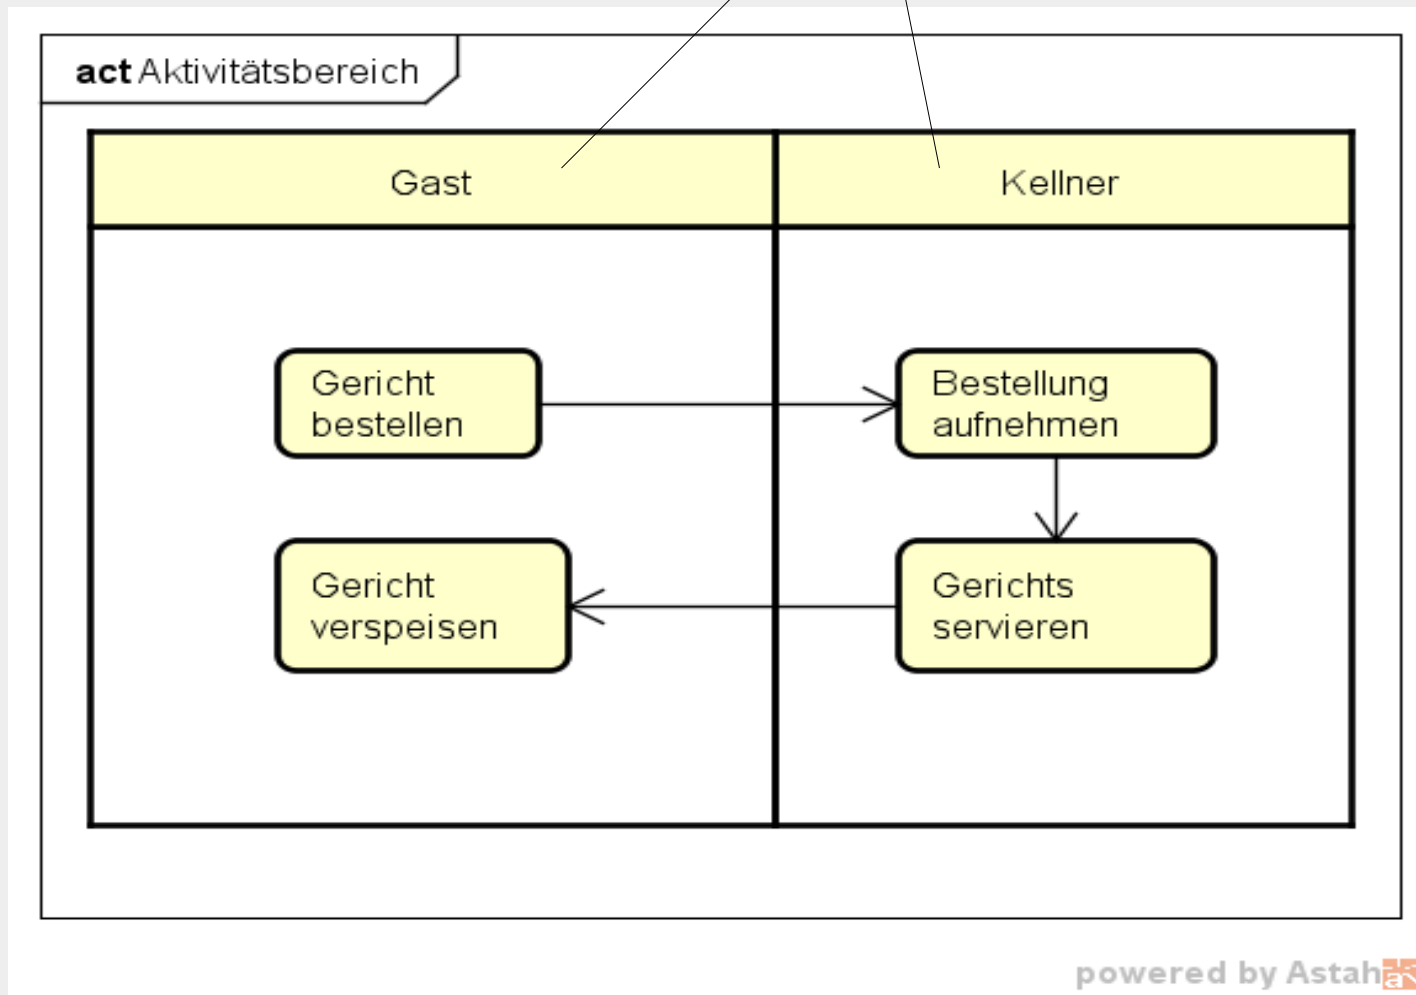 act Aktivitätsbereich
Gast
Kellner
Gericht
bestellen
Bestellung
aufnehmen
Gericht
verspeisen
Gerichts
servieren
powered by Astah